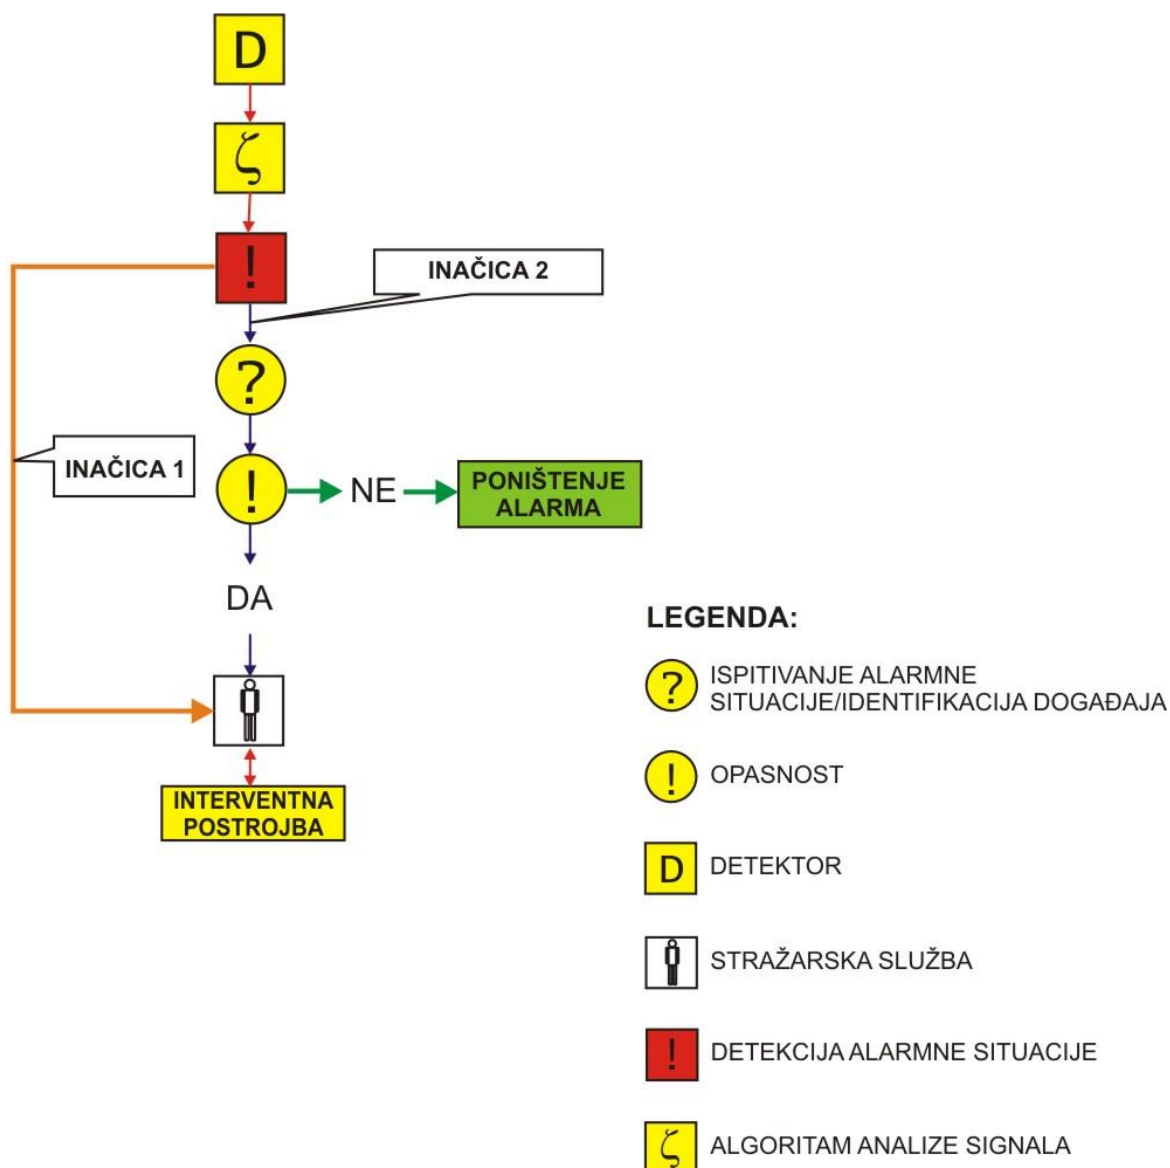 D
ζ
!
INAČICA 2
?
INAČICA 1
!
NE
PONIŠTENJE
ALARMA
DA
INTERVENTNA
POSTROJBA
LEGENDA:
?
ISPITIVANJE ALARMNE
SITUACIJE/IDENTIFIKACIJA DOGAĐAJA
!
OPASNOST
D
DETEKTOR
STRAŽARSKA SLUŽBA
!
DETEKCIJA ALARMNE SITUACIJE
ζ
ALGORITAM ANALIZE SIGNALA